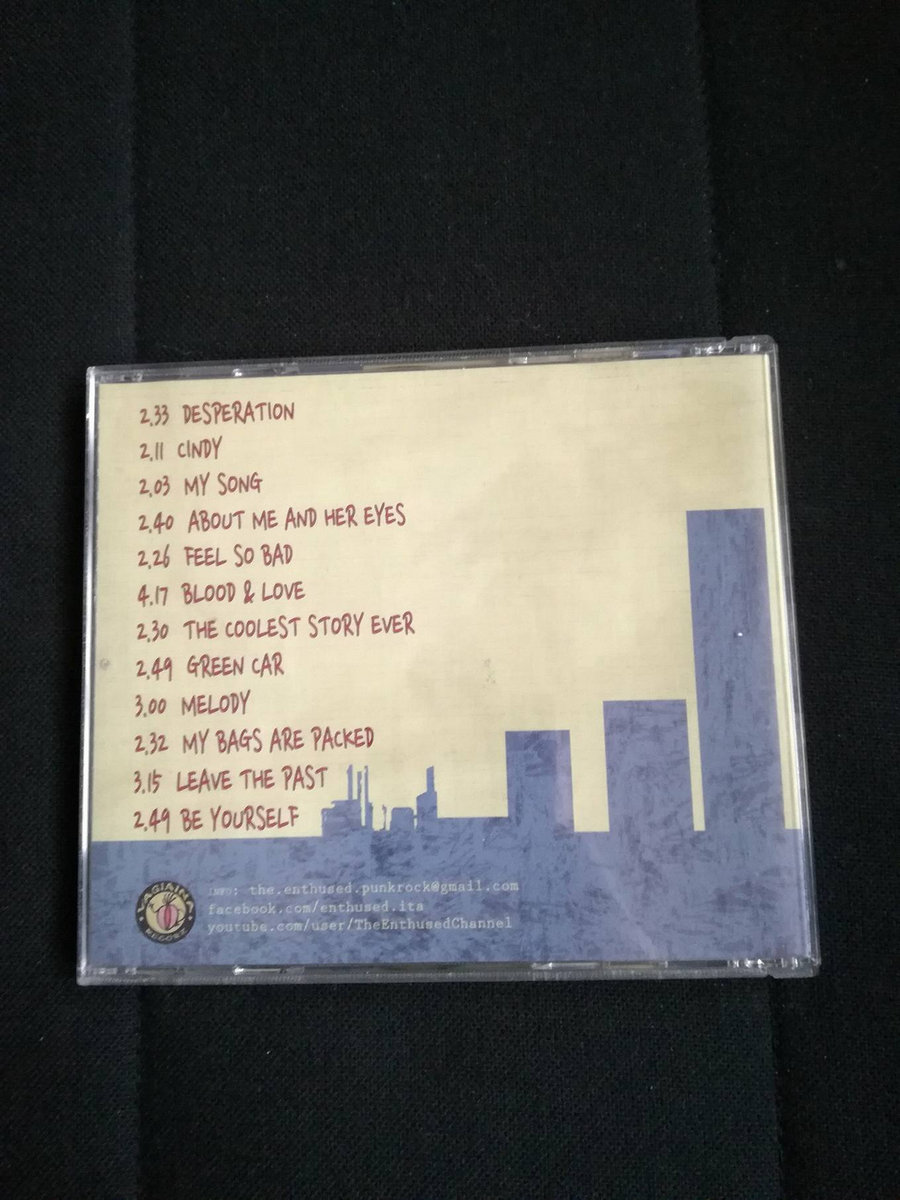 2.33 DESPERATION
2.11 CINDY
2.03 MY SONG
2.40 ABOUT ME AND HER EYES
2.26 FEEL SO BAD
4.17 BLOOD & LOVE
2.30 THE COOLEST STORY EVER
2.49 GREEN CAR
3.00 MELODY
2.32 MY BAGS ARE PACKED
3.15 LEAVE THE PAST
2.49 BE YOURSELF
INFO: the.enthused.punkrock@gmail.com
facebook.com/enthused.ita
youtube.com/user/TheEnthusedChannel